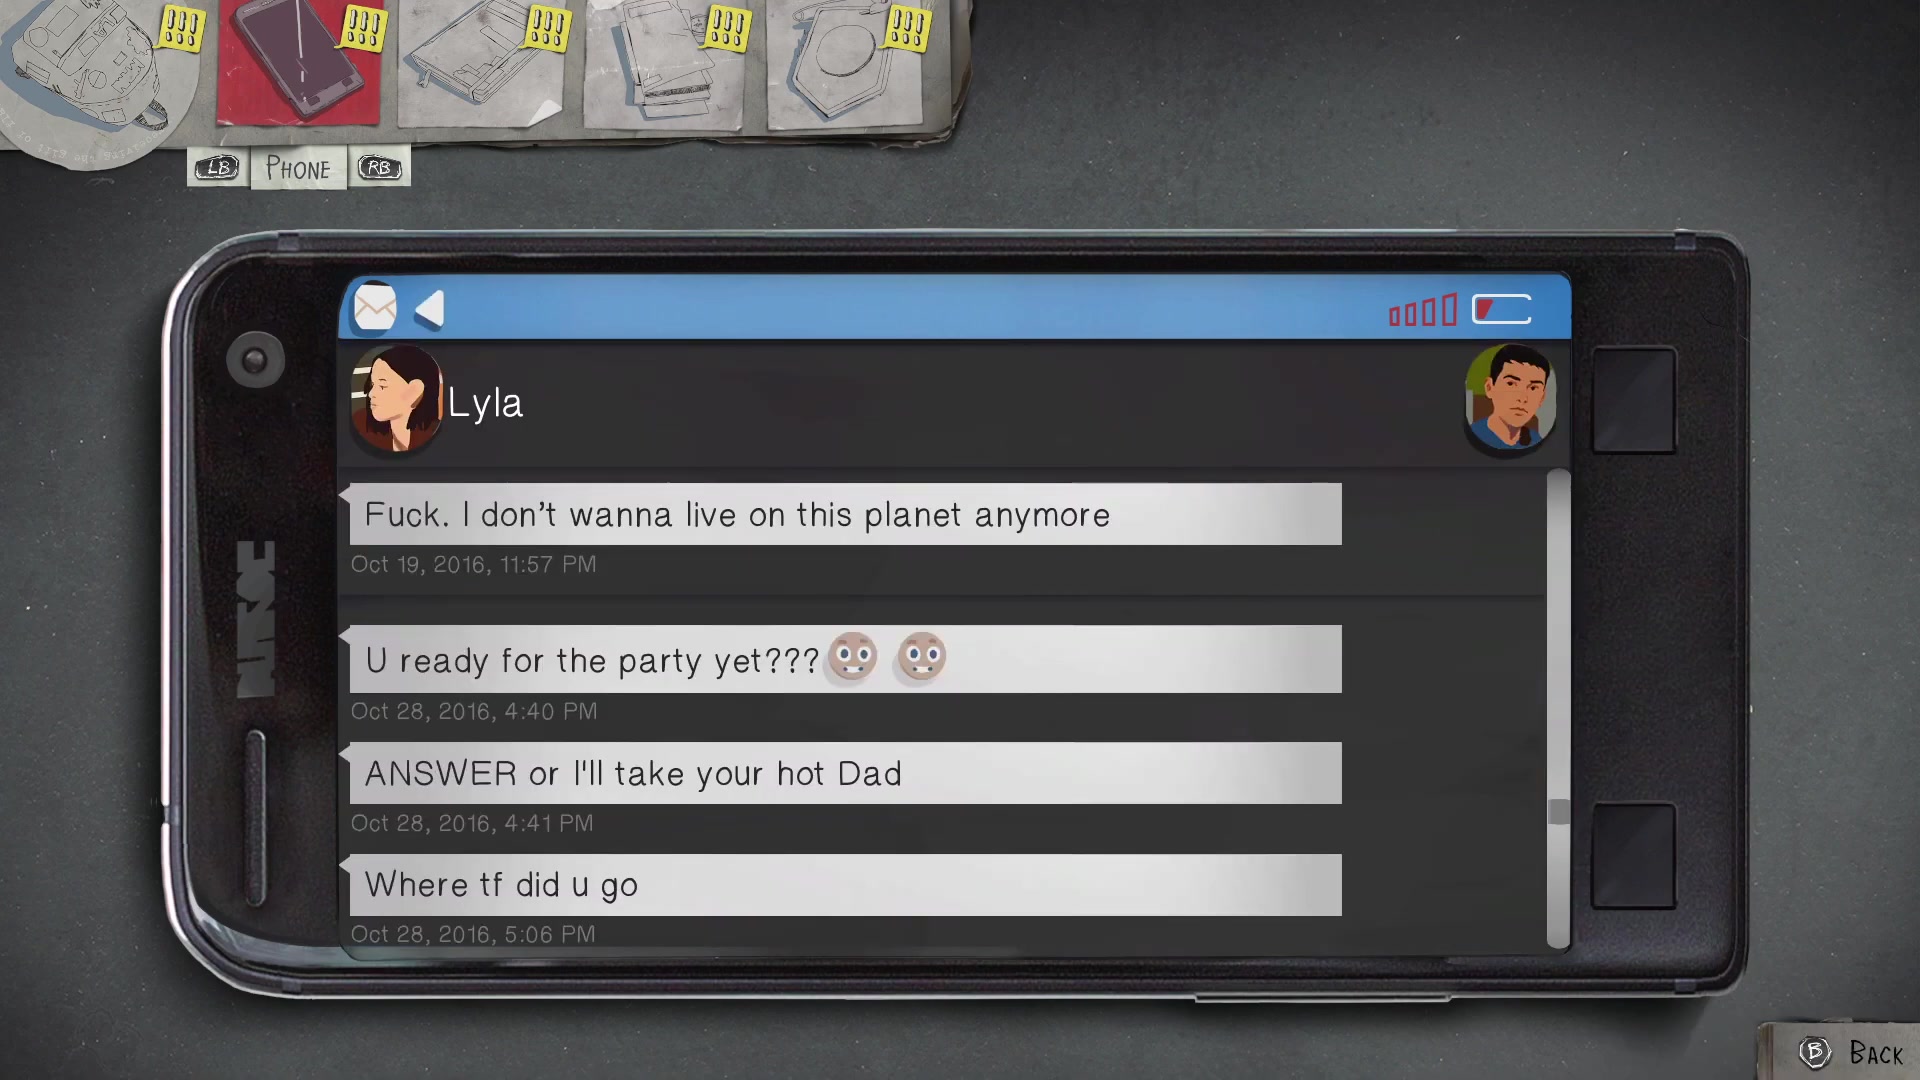 LB PHONE RB
Lyla
Fuck. I don't wanna live on this planet anymore
Oct 19, 2016, 11:57 PM
U ready for the party yet???
Oct 28, 2016, 4:40 PM
ANSWER or I'll take your hot Dad
Oct 28, 2016, 4:41 PM
Where tf did u go
Oct 28, 2016, 5:06 PM
B BACK